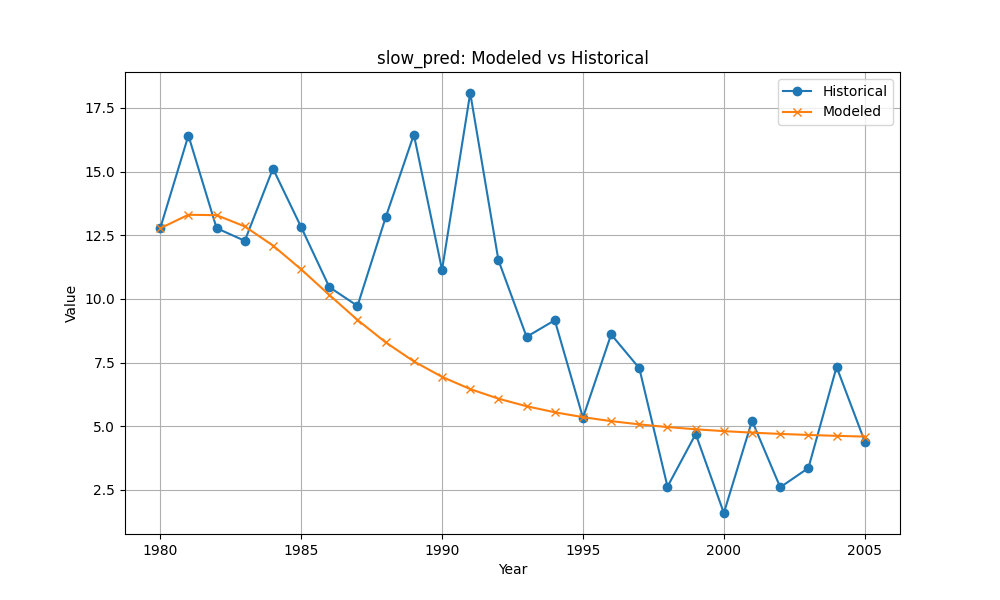 slow_pred: Modeled vs Historical
Historical
Modeled
17.5
15.0
12.5
10.0
7.5
5.0
2.5
Value
1980
1985
1990
1995
2000
2005
Year